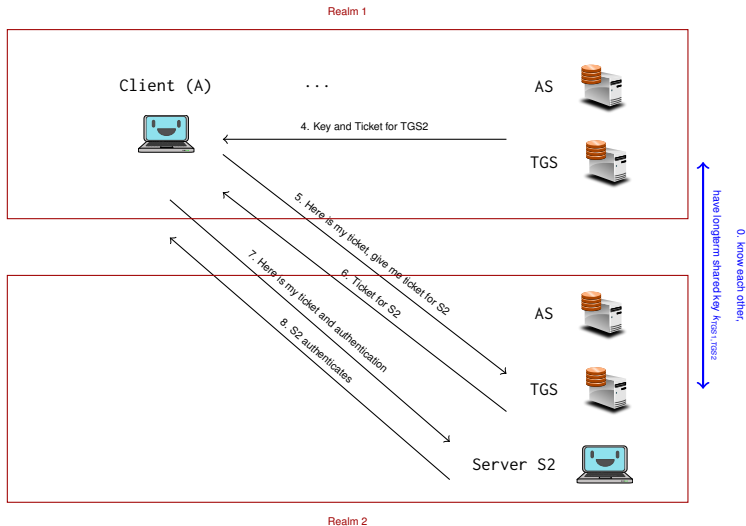 Realm 1
Client (A)
...
AS
4. Key and Ticket for TGS2
TGS
5. Here is my ticket, give me ticket for S2
6. Ticket for S2
7. Here is my ticket and authentication
8. S2 authenticates
0. know each other,
have longterm shared key k_TGS1,TGS2
AS
TGS
Server S2
Realm 2